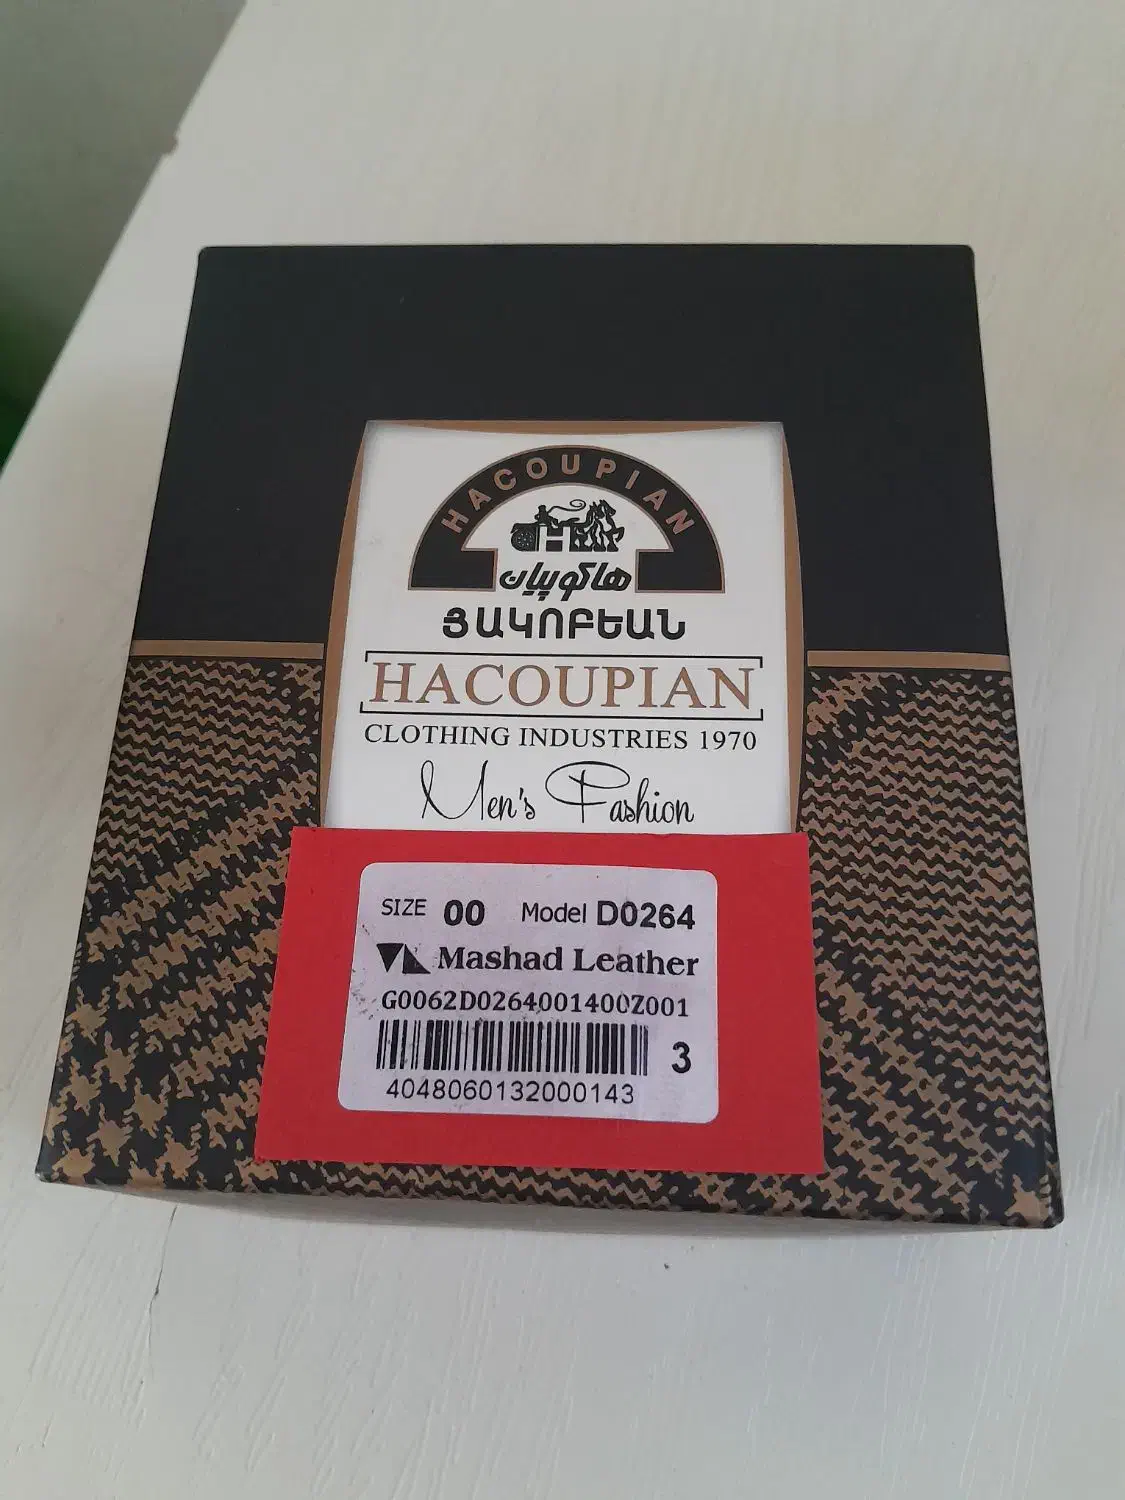 HACOUPIAN
هاکوپیان
ՅԱԿՈԲԵԱՆ
HACOUPIAN
CLOTHING INDUSTRIES 1970
Men's Fashion
SIZE 00 Model D0264
Mashad Leather
G0062D0264001400Z001
3
4048060132000143